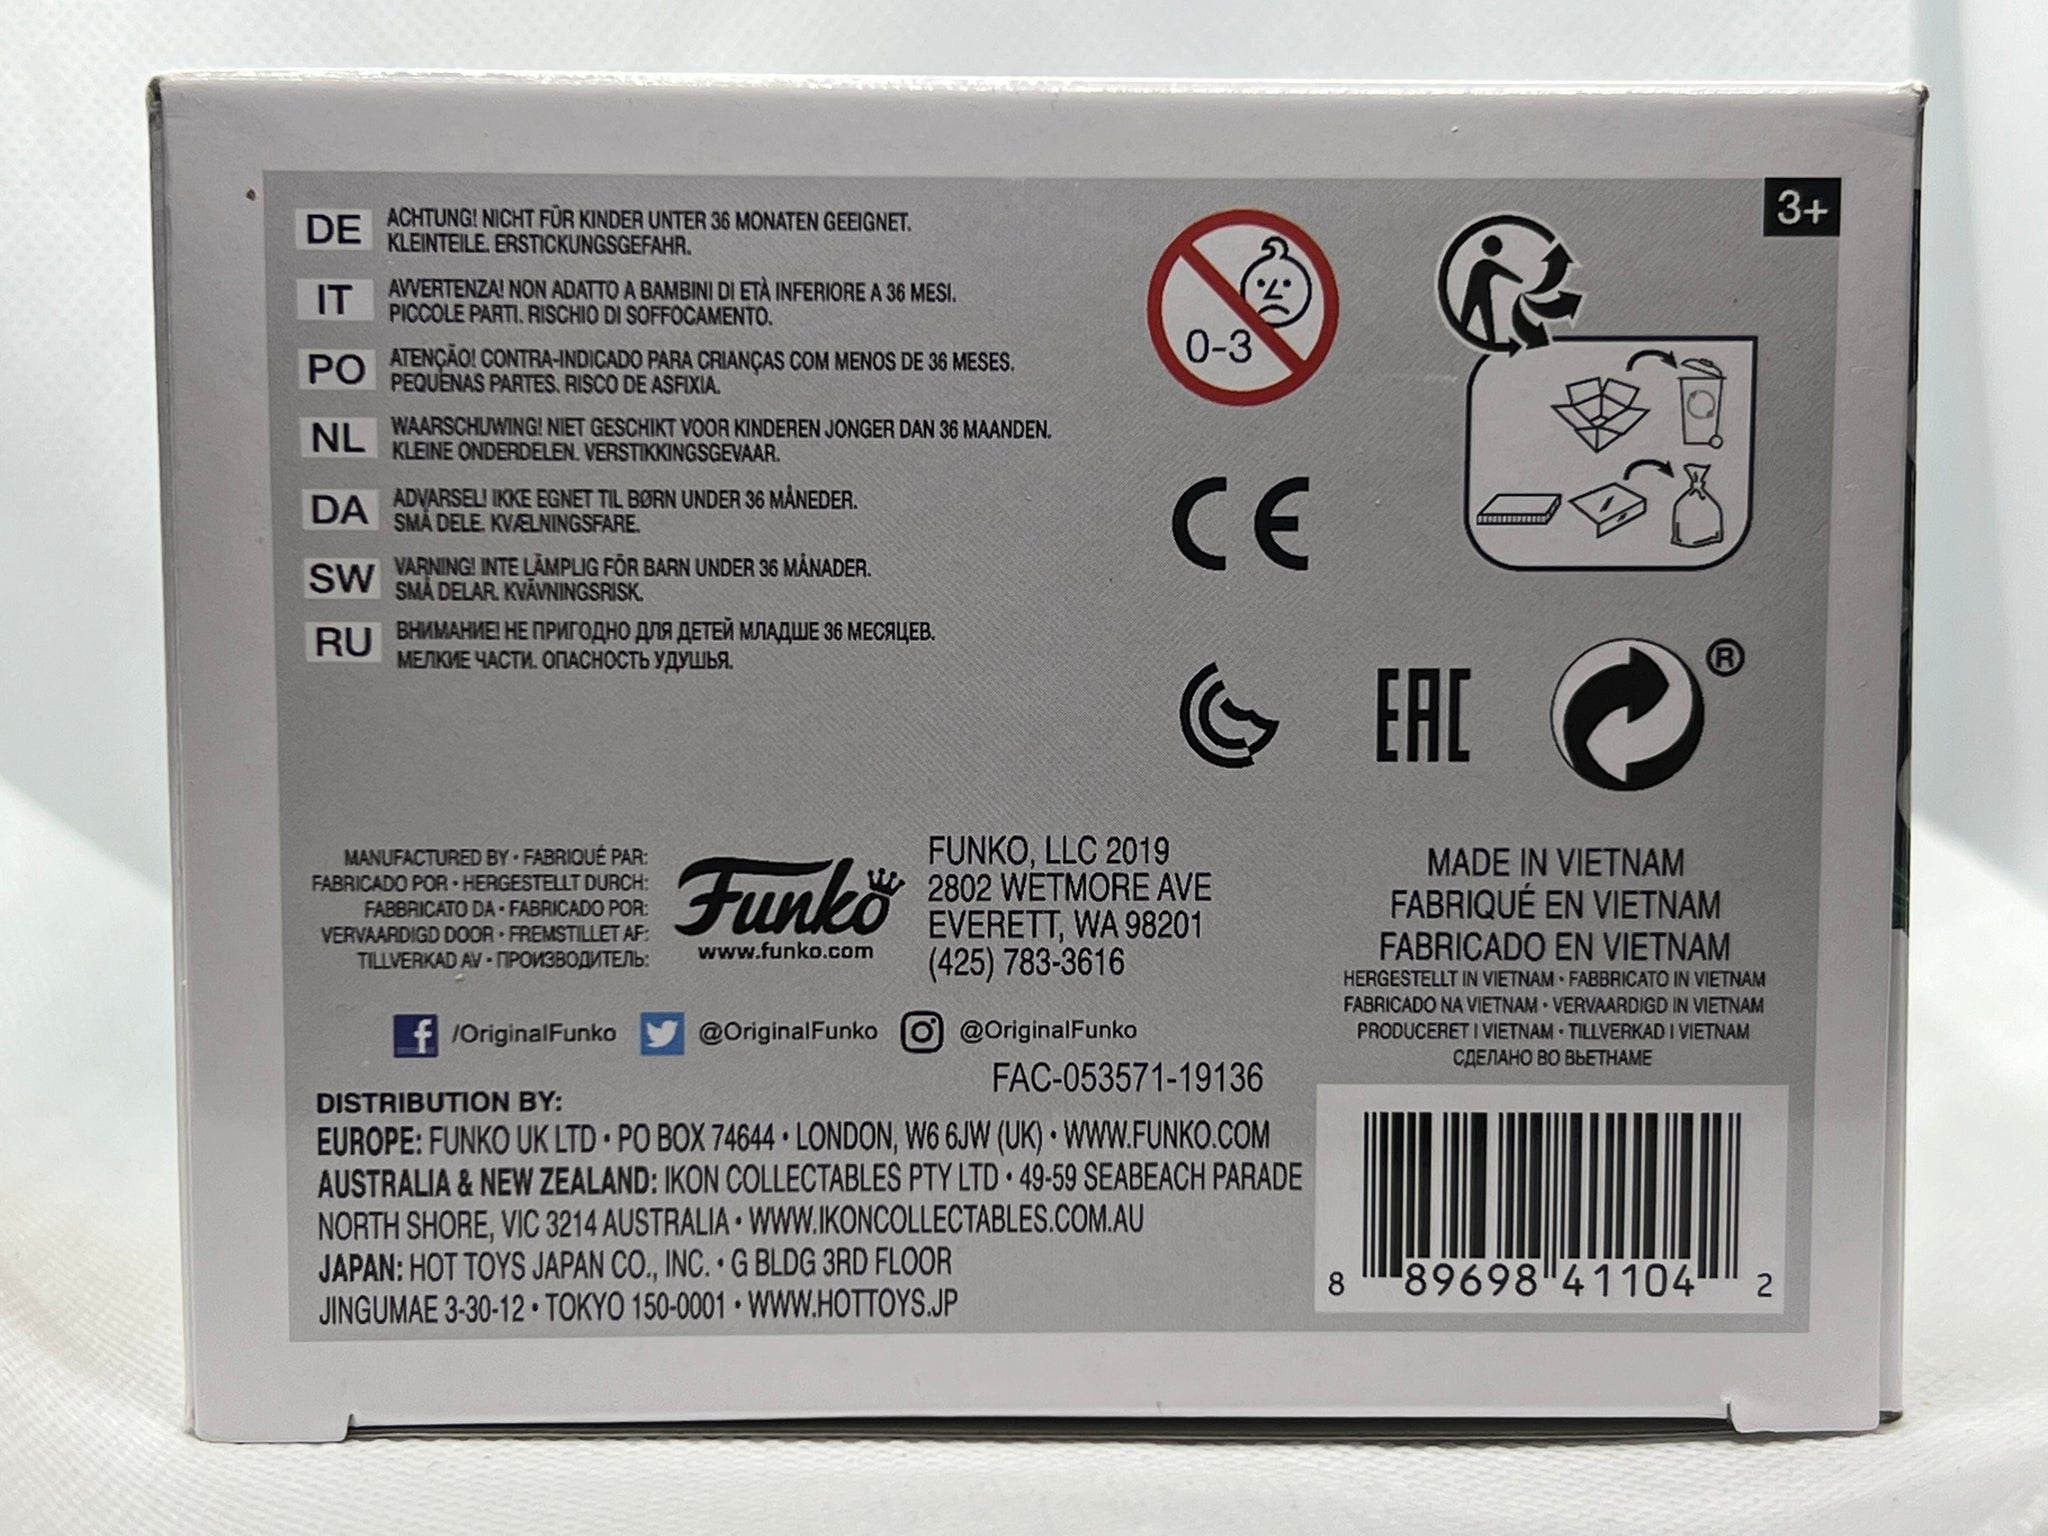 3+
DE ACHTUNG! NICHT FÜR KINDER UNTER 36 MONATEN GEEIGNET.
KLEINTEILE. ERSTICKUNGSGEFAHR.
IT AVVERTENZA! NON ADATTO A BAMBINI DI ETÀ INFERIORE A 36 MESI.
PICCOLE PARTI. RISCHIO DI SOFFOCAMENTO.
PO ATENÇÃO! CONTRA-INDICADO PARA CRIANÇAS COM MENOS DE 36 MESES.
PEQUENAS PARTES. RISCO DE ASFIXIA.
NL WAARSCHUWING! NIET GESCHIKT VOOR KINDEREN JONGER DAN 36 MAANDEN.
KLEINE ONDERDELEN. VERSTIKKINGSGEVAAR.
DA ADVARSEL! IKKE EGNET TIL BØRN UNDER 36 MÅNEDER.
SMÅ DELE. KVÆLNINGSFARE.
SW VARNING! INTE LÄMPLIG FÖR BARN UNDER 36 MÅNADER.
SMÅ DELAR. KVÄVNINGSRISK.
RU ВНИМАНИЕ! НЕ ПРИГОДНО ДЛЯ ДЕТЕЙ МЛАДШЕ 36 МЕСЯЦЕВ.
МЕЛКИЕ ЧАСТИ. ОПАСНОСТЬ УДУШЬЯ.
0-3
CE
EAC
®
MANUFACTURED BY • FABRIQUÉ PAR:
FABRICADO POR • HERGESTELLT DURCH:
FABBRICATO DA • FABRICADO POR:
VERVAARDIGD DOOR • FREMSTILLET AF:
TILLVERKAD AV • ПРОИЗВОДИТЕЛЬ:
Funko
www.funko.com
FUNKO, LLC 2019
2802 WETMORE AVE
EVERETT, WA 98201
(425) 783-3616
MADE IN VIETNAM
FABRIQUÉ EN VIETNAM
FABRICADO EN VIETNAM
HERGESTELLT IN VIETNAM • FABBRICATO IN VIETNAM
FABRICADO NA VIETNAM • VERVAARDIGD IN VIETNAM
PRODUCERET I VIETNAM • TILLVERKAD I VIETNAM
СДЕЛАНО ВО ВЬЕТНАМЕ
/OriginalFunko @OriginalFunko @OriginalFunko
FAC-053571-19136
DISTRIBUTION BY:
EUROPE: FUNKO UK LTD • PO BOX 74644 • LONDON, W6 6JW (UK) • WWW.FUNKO.COM
AUSTRALIA & NEW ZEALAND: IKON COLLECTABLES PTY LTD • 49-59 SEABEACH PARADE
NORTH SHORE, VIC 3214 AUSTRALIA • WWW.IKONCOLLECTABLES.COM.AU
JAPAN: HOT TOYS JAPAN CO., INC. • G BLDG 3RD FLOOR
JINGUMAE 3-30-12 • TOKYO 150-0001 • WWW.HOTTOYS.JP
8 89698 41104 2